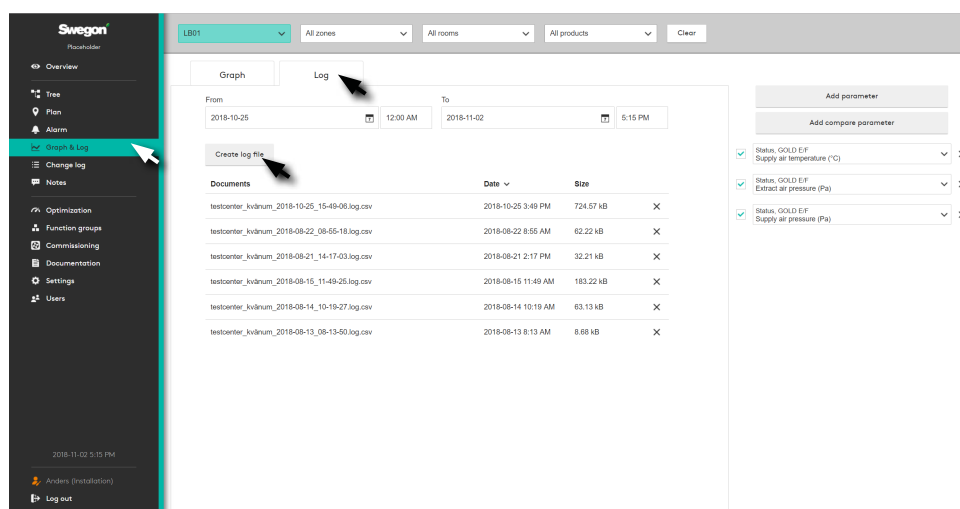 Swegon
Placeholder
Overview
Tree
Plan
Alarm
Graph & Log
Change log
Notes
Optimization
Function groups
Commissioning
Documentation
Settings
Users
2018-11-02 5:15 PM
Anders (Installation)
Log out
LB01
All zones
All rooms
All products
Clear
Graph
Log
From
To
2018-10-25
12:00 AM
2018-11-02
5:15 PM
Create log file
Documents Date Size
testcenter_kvänum_2018-10-25_15-49-06.log.csv 2018-10-25 3:49 PM 724.57 kB
testcenter_kvänum_2018-08-22_08-55-18.log.csv 2018-08-22 8:55 AM 62.22 kB
testcenter_kvänum_2018-08-21_14-17-03.log.csv 2018-08-21 2:17 PM 32.21 kB
testcenter_kvänum_2018-08-15_11-49-25.log.csv 2018-08-15 11:49 AM 183.22 kB
testcenter_kvänum_2018-08-14_10-19-27.log.csv 2018-08-14 10:19 AM 63.13 kB
testcenter_kvänum_2018-08-13_08-13-50.log.csv 2018-08-13 8:13 AM 8.68 kB
Add parameter
Add compare parameter
Status, GOLD E/F
Supply air temperature (°C)
Status, GOLD E/F
Extract air pressure (Pa)
Status, GOLD E/F
Supply air pressure (Pa)